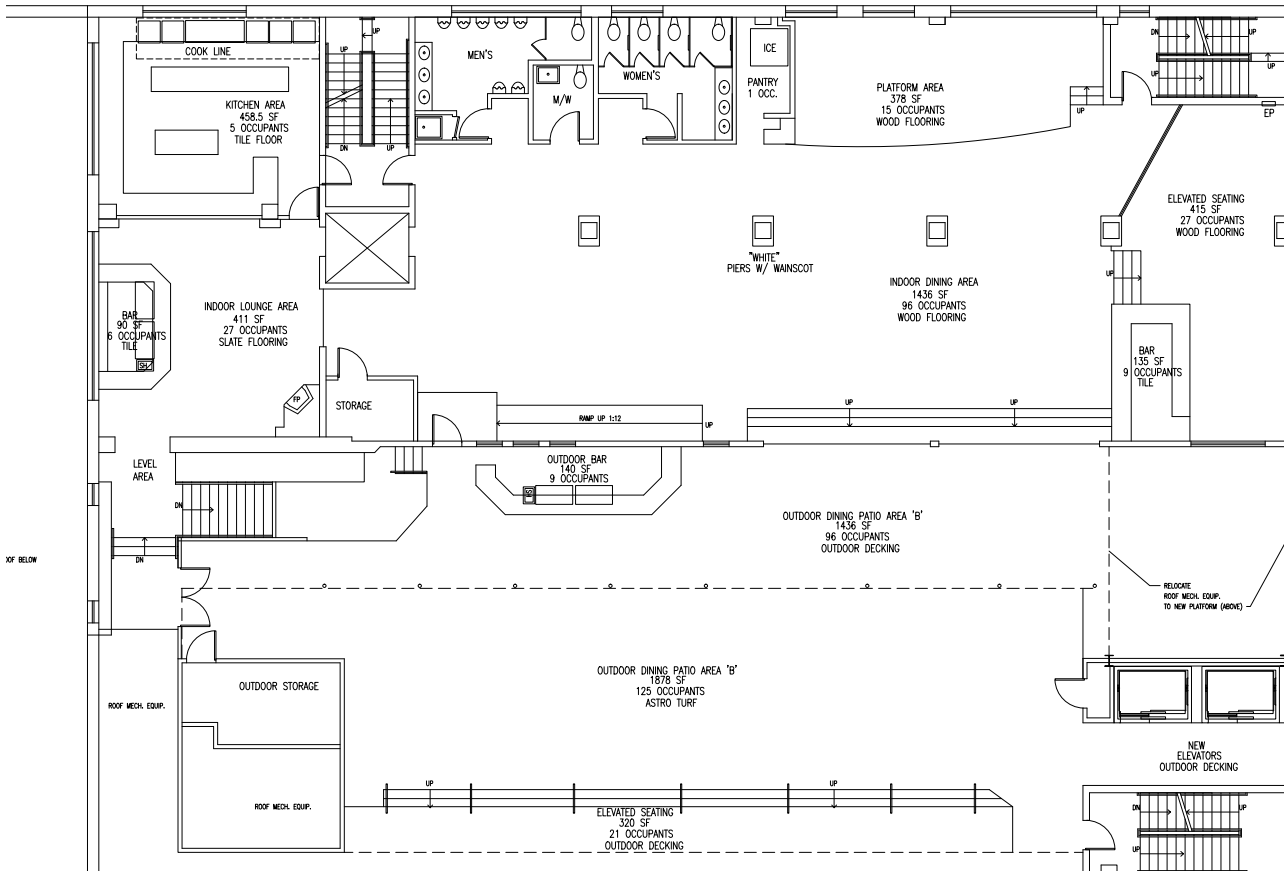 COOK LINE
KITCHEN AREA
458.5 SF
5 OCCUPANTS
TILE FLOOR
UP
UP
DN
UP
MEN'S
M/W
WOMEN'S
ICE
PANTRY
1 OCC.
PLATFORM AREA
378 SF
15 OCCUPANTS
WOOD FLOORING
UP
DN
UP
UP
UP
EP
ELEVATED SEATING
415 SF
27 OCCUPANTS
WOOD FLOORING
"WHITE"
PIERS W/ WAINSCOT
INDOOR DINING AREA
1436 SF
96 OCCUPANTS
WOOD FLOORING
UP
INDOOR LOUNGE AREA
411 SF
27 OCCUPANTS
SLATE FLOORING
BAR
90 SF
6 OCCUPANTS
TILE
FP
STORAGE
RAMP UP 1:12
UP
UP
UP
BAR
135 SF
9 OCCUPANTS
TILE
LEVEL
AREA
DN
DN
OUTDOOR BAR
140 SF
9 OCCUPANTS
OUTDOOR DINING PATIO AREA 'B'
1436 SF
96 OCCUPANTS
OUTDOOR DECKING
OOF BELOW
RELOCATE
ROOF MECH. EQUIP.
TO NEW PLATFORM (ABOVE)
OUTDOOR STORAGE
ROOF MECH. EQUIP.
OUTDOOR DINING PATIO AREA 'B'
1878 SF
125 OCCUPANTS
ASTRO TURF
NEW
ELEVATORS
OUTDOOR DECKING
ROOF MECH. EQUIP.
UP
UP
ELEVATED SEATING
320 SF
21 OCCUPANTS
OUTDOOR DECKING
DN
UP
UP